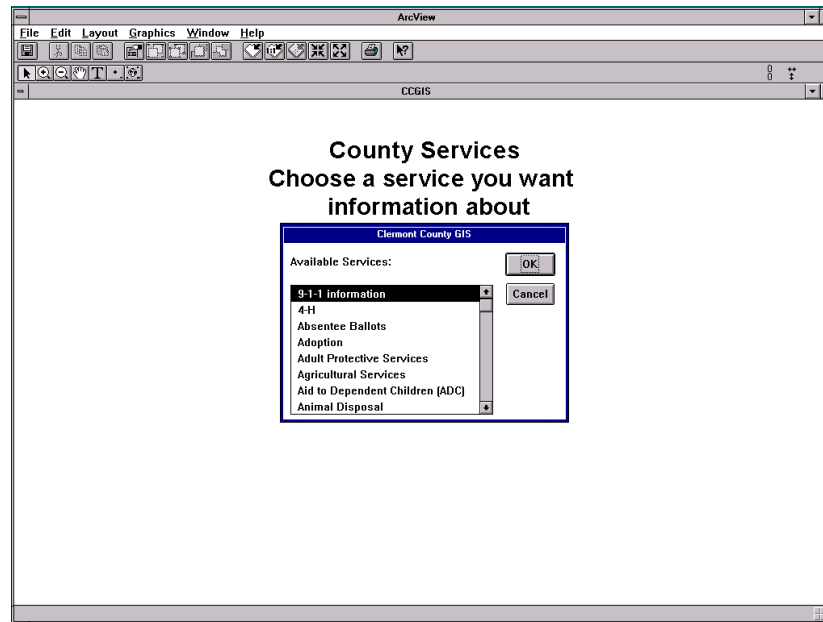 ArcView
File Edit Layout Graphics Window Help
T
0
0
CCGIS
County Services
Choose a service you want
information about
Clermont County GIS
Available Services:
OK
9-1-1 information
Cancel
4-H
Absentee Ballots
Adoption
Adult Protective Services
Agricultural Services
Aid to Dependent Children (ADC)
Animal Disposal